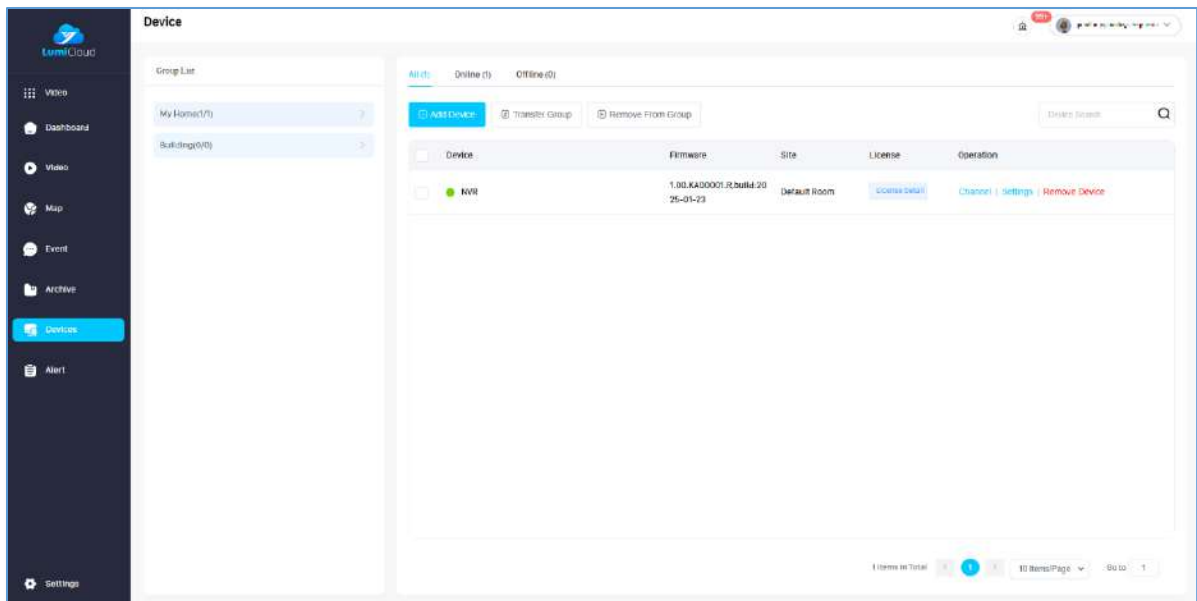 Device
99+
LumiCloud
Group List
All (1) Online (1) Offline (0)
Video
My Home(1/1)
Add Device Transfer Group Remove From Group
Device Search
Dashboard
Building(0/0)
Device Firmware Site License Operation
Video
NVR 1.00.KA00001.R,build:20
25-01-23 Default Room License Detail Channel | Settings | Remove Device
Map
Event
Archive
Devices
Alert
1 items in Total 1 10 Items/Page Go to 1
Settings